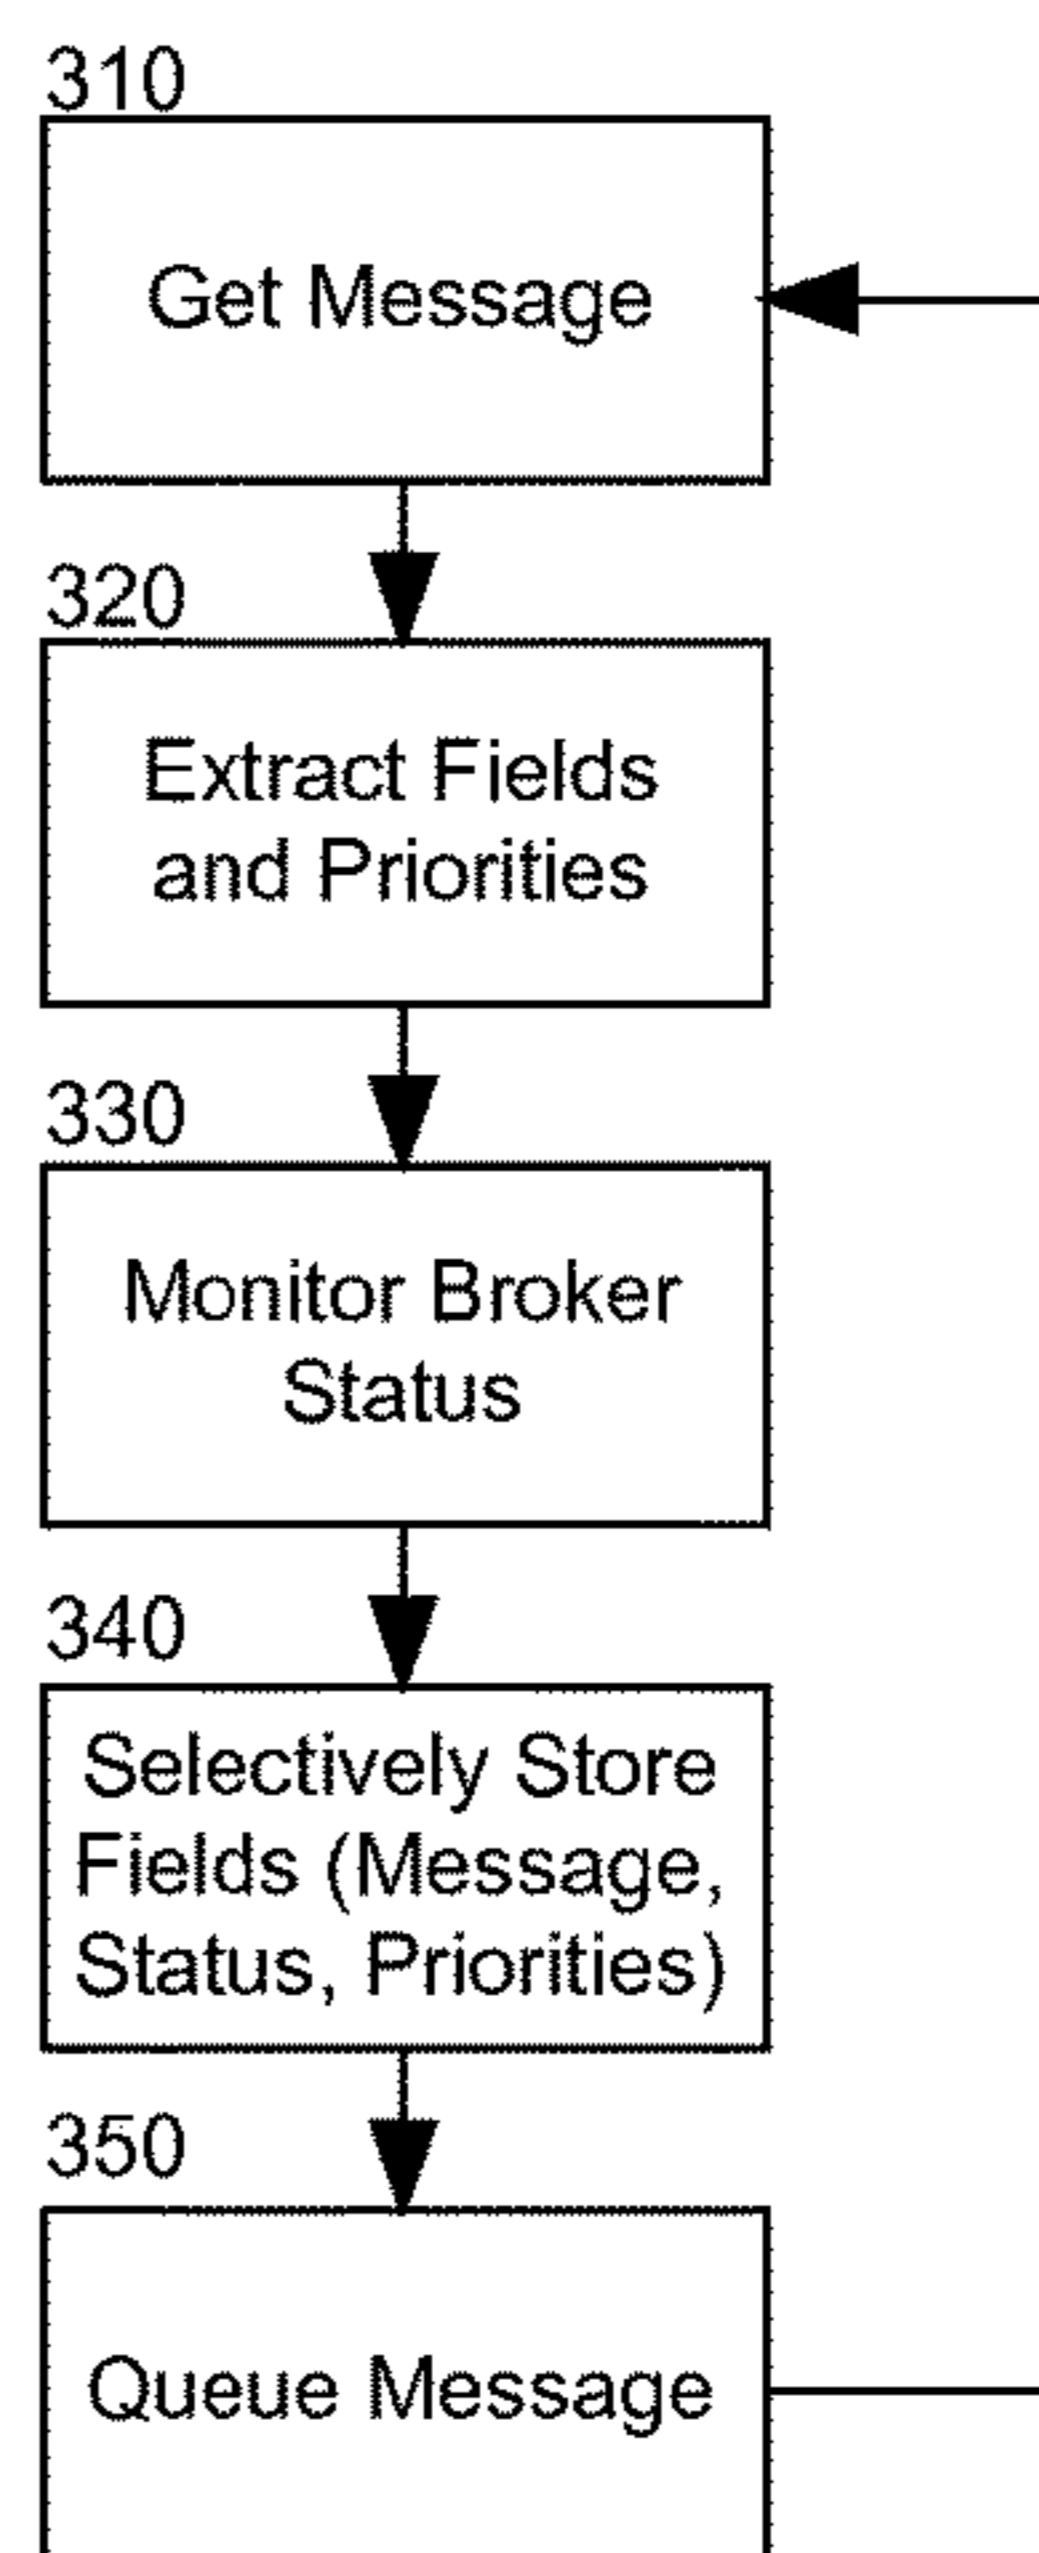 310
Get Message
320
Extract Fields
and Priorities
330
Monitor Broker
Status
340
Selectively Store
Fields (Message,
Status, Priorities)
350
Queue Message